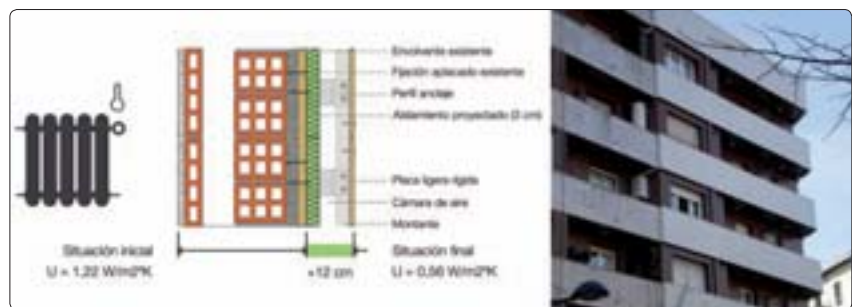 Envolvente existente
Fijación aplacado existente
Perfil anclaje
Aislamiento proyectado (3 cm)
Placa ligera rígida
Cámara de aire
Montante
Situación inicial
U = 1,22 W/m2ºK
+12 cm
Situación final
U = 0,56 W/m2ºK